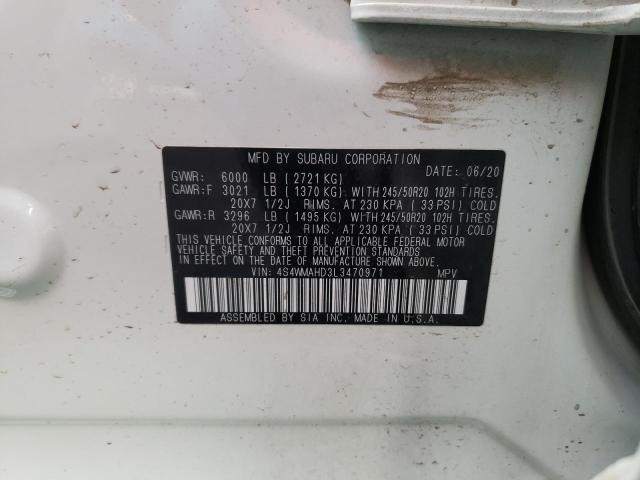 MFD BY SUBARU CORPORATION
DATE: 06/20
GVWR: 6000 LB (2721 KG)
GAWR:F 3021 LB (1370 KG) WITH 245/50R20 102H TIRES.
20X7 1/2J RIMS. AT 230 KPA (33 PSI) COLD
GAWR:R 3296 LB (1495 KG) WITH 245/50R20 102H TIRES.
20X7 1/2J RIMS. AT 230 KPA (33 PSI) COLD
THIS VEHICLE CONFORMS TO ALL APPLICABLE FEDERAL MOTOR
VEHICLE SAFETY, BUMPER, AND THEFT PREVENTION STANDARDS
IN EFFECT ON THE DATE OF MANUFACTURE SHOWN ABOVE.
VIN: 4S4WMAHD3L3470971 MPV
ASSEMBLED BY SIA INC. MADE IN U.S.A.